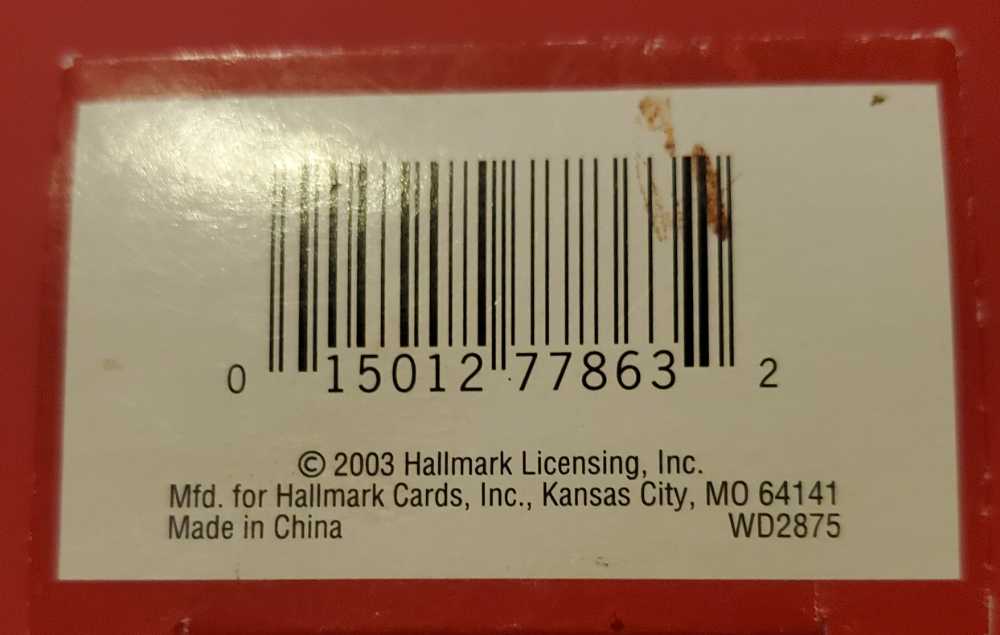 0 15012 77863 2
© 2003 Hallmark Licensing, Inc.
Mfd. for Hallmark Cards, Inc., Kansas City, MO 64141
Made in China WD2875